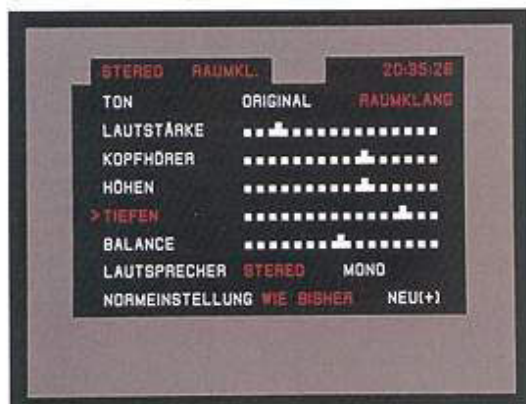 STEREO RAUMKL. 20:35:26
TON ORIGINAL RAUMKLANG
LAUTSTÄRKE
KOPFHÖRER
HÖHEN
>TIEFEN
BALANCE
LAUTSPRECHER STEREO MONO
NORMEINSTELLUNG WIE BISHER NEU(+)